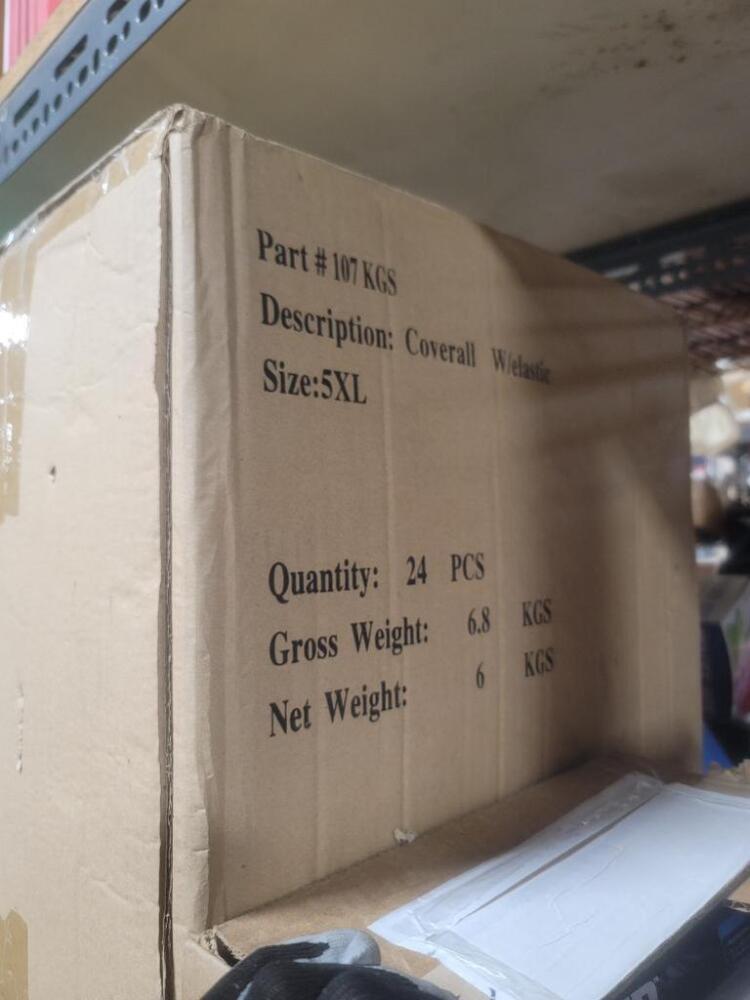 Part # 107 KGS
Description: Coverall W/elastic
Size:5XL
Quantity: 24 PCS
Gross Weight: 6.8 KGS
Net Weight: 6 KGS